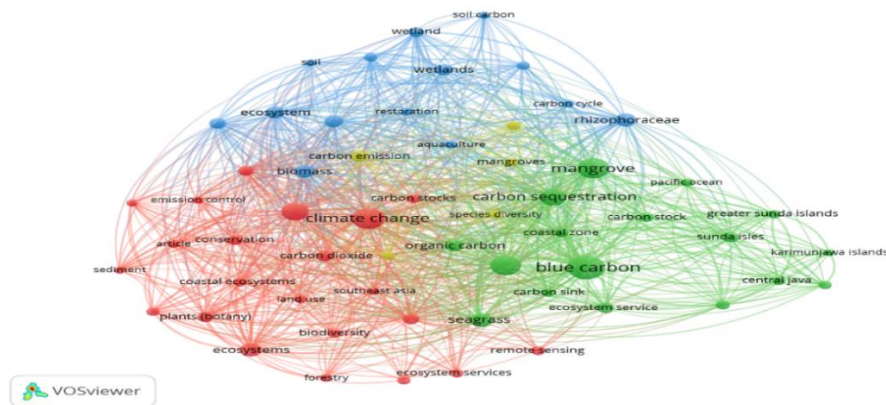 soil carbon
wetland
soil
wetlands
carbon cycle
ecosystem
restoration
rhizophoraceae
aquaculture
carbon emission
mangroves
biomass
mangrove
pacific ocean
emission control
carbon stocks
carbon sequestration
climate change
species diversity
carbon stock
greater sunda islands
article
conservation
organic carbon
coastal zone
sunda isles
carbon dioxide
karimunjawa islands
sediment
blue carbon
coastal ecosystems
southeast asia
carbon sink
central java
land use
ecosystem service
plants (botany)
seagrass
biodiversity
ecosystems
remote sensing
forestry
ecosystem services
VOSviewer